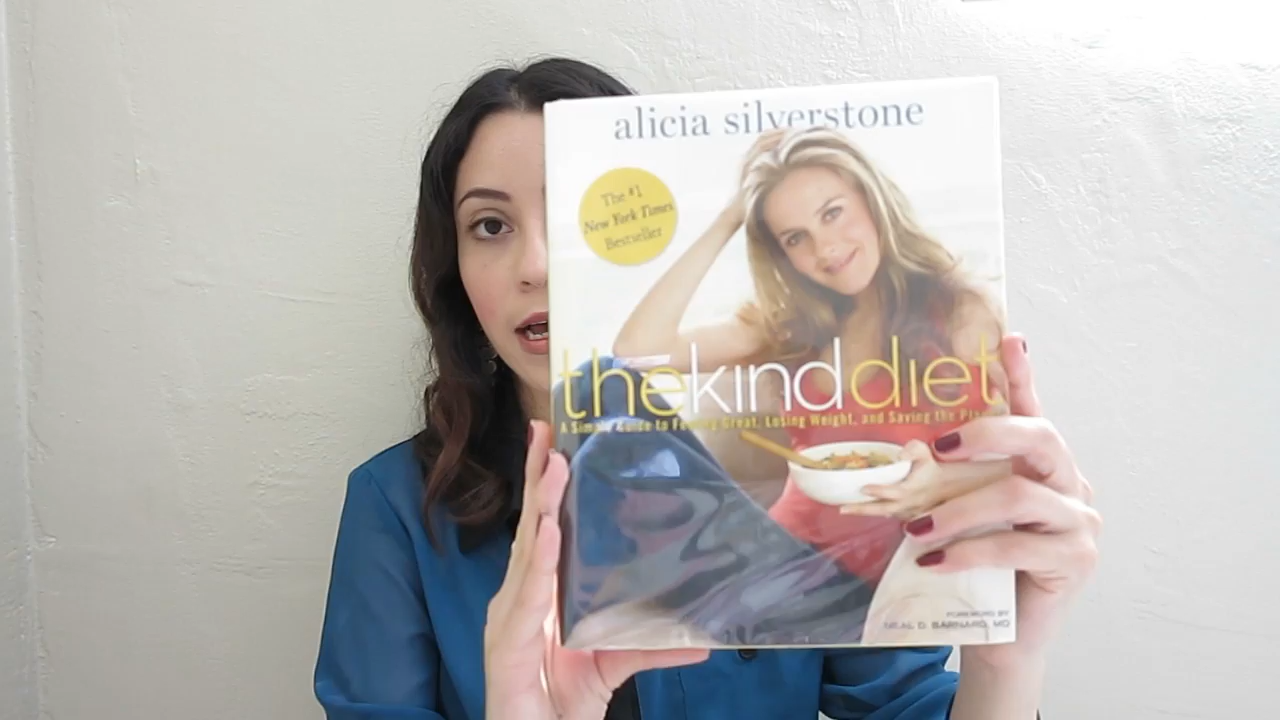 alicia silverstone
The #1
New York Times
Bestseller
thekinddiet
A Simple Guide to Feeling Great, Losing Weight, and Saving the
FOREWORD BY
NEAL D. BARNARD, MD